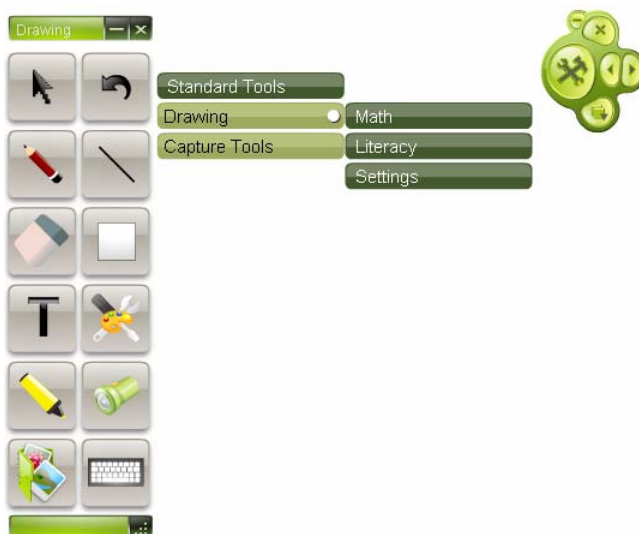 Drawing
Standard Tools
Drawing
Math
Capture Tools
Literacy
Settings
T